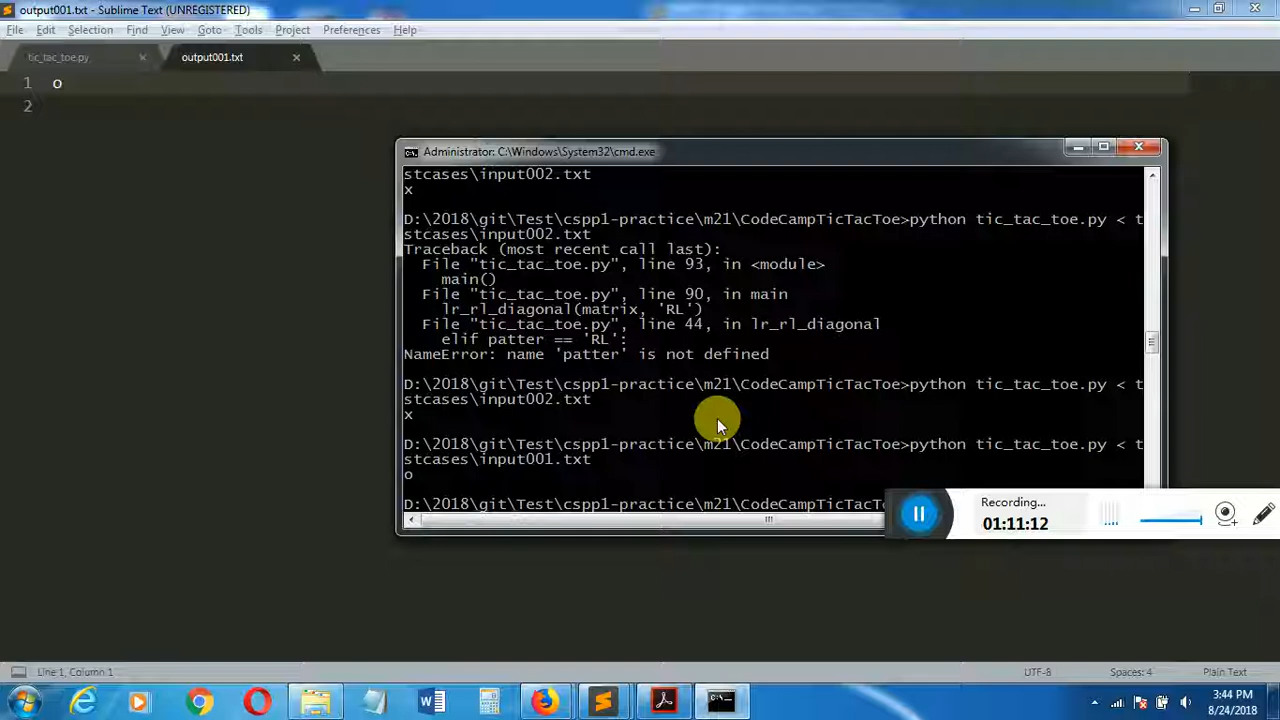 output001.txt - Sublime Text (UNREGISTERED)
File Edit Selection Find View Goto Tools Project Preferences Help
tic_tac_toe.py output001.txt
1 o
2
Administrator: C:\Windows\System32\cmd.exe
stcases\input002.txt
x
D:\2018\git\Test\cspp1-practice\m21\CodeCampTicTacToe>python tic_tac_toe.py < t
stcases\input002.txt
Traceback (most recent call last):
File "tic_tac_toe.py", line 93, in <module>
main()
File "tic_tac_toe.py", line 90, in main
lr_rl_diagonal(matrix, 'RL')
File "tic_tac_toe.py", line 44, in lr_rl_diagonal
elif patter == 'RL':
NameError: name 'patter' is not defined
D:\2018\git\Test\cspp1-practice\m21\CodeCampTicTacToe>python tic_tac_toe.py < t
stcases\input002.txt
x
D:\2018\git\Test\cspp1-practice\m21\CodeCampTicTacToe>python tic_tac_toe.py < t
stcases\input001.txt
o
D:\2018\git\Test\cspp1-practice\m21\CodeCampTicTac
Recording...
01:11:12
Line 1, Column 1 UTF-8 Spaces: 4 Plain Text
3:44 PM
8/24/2018